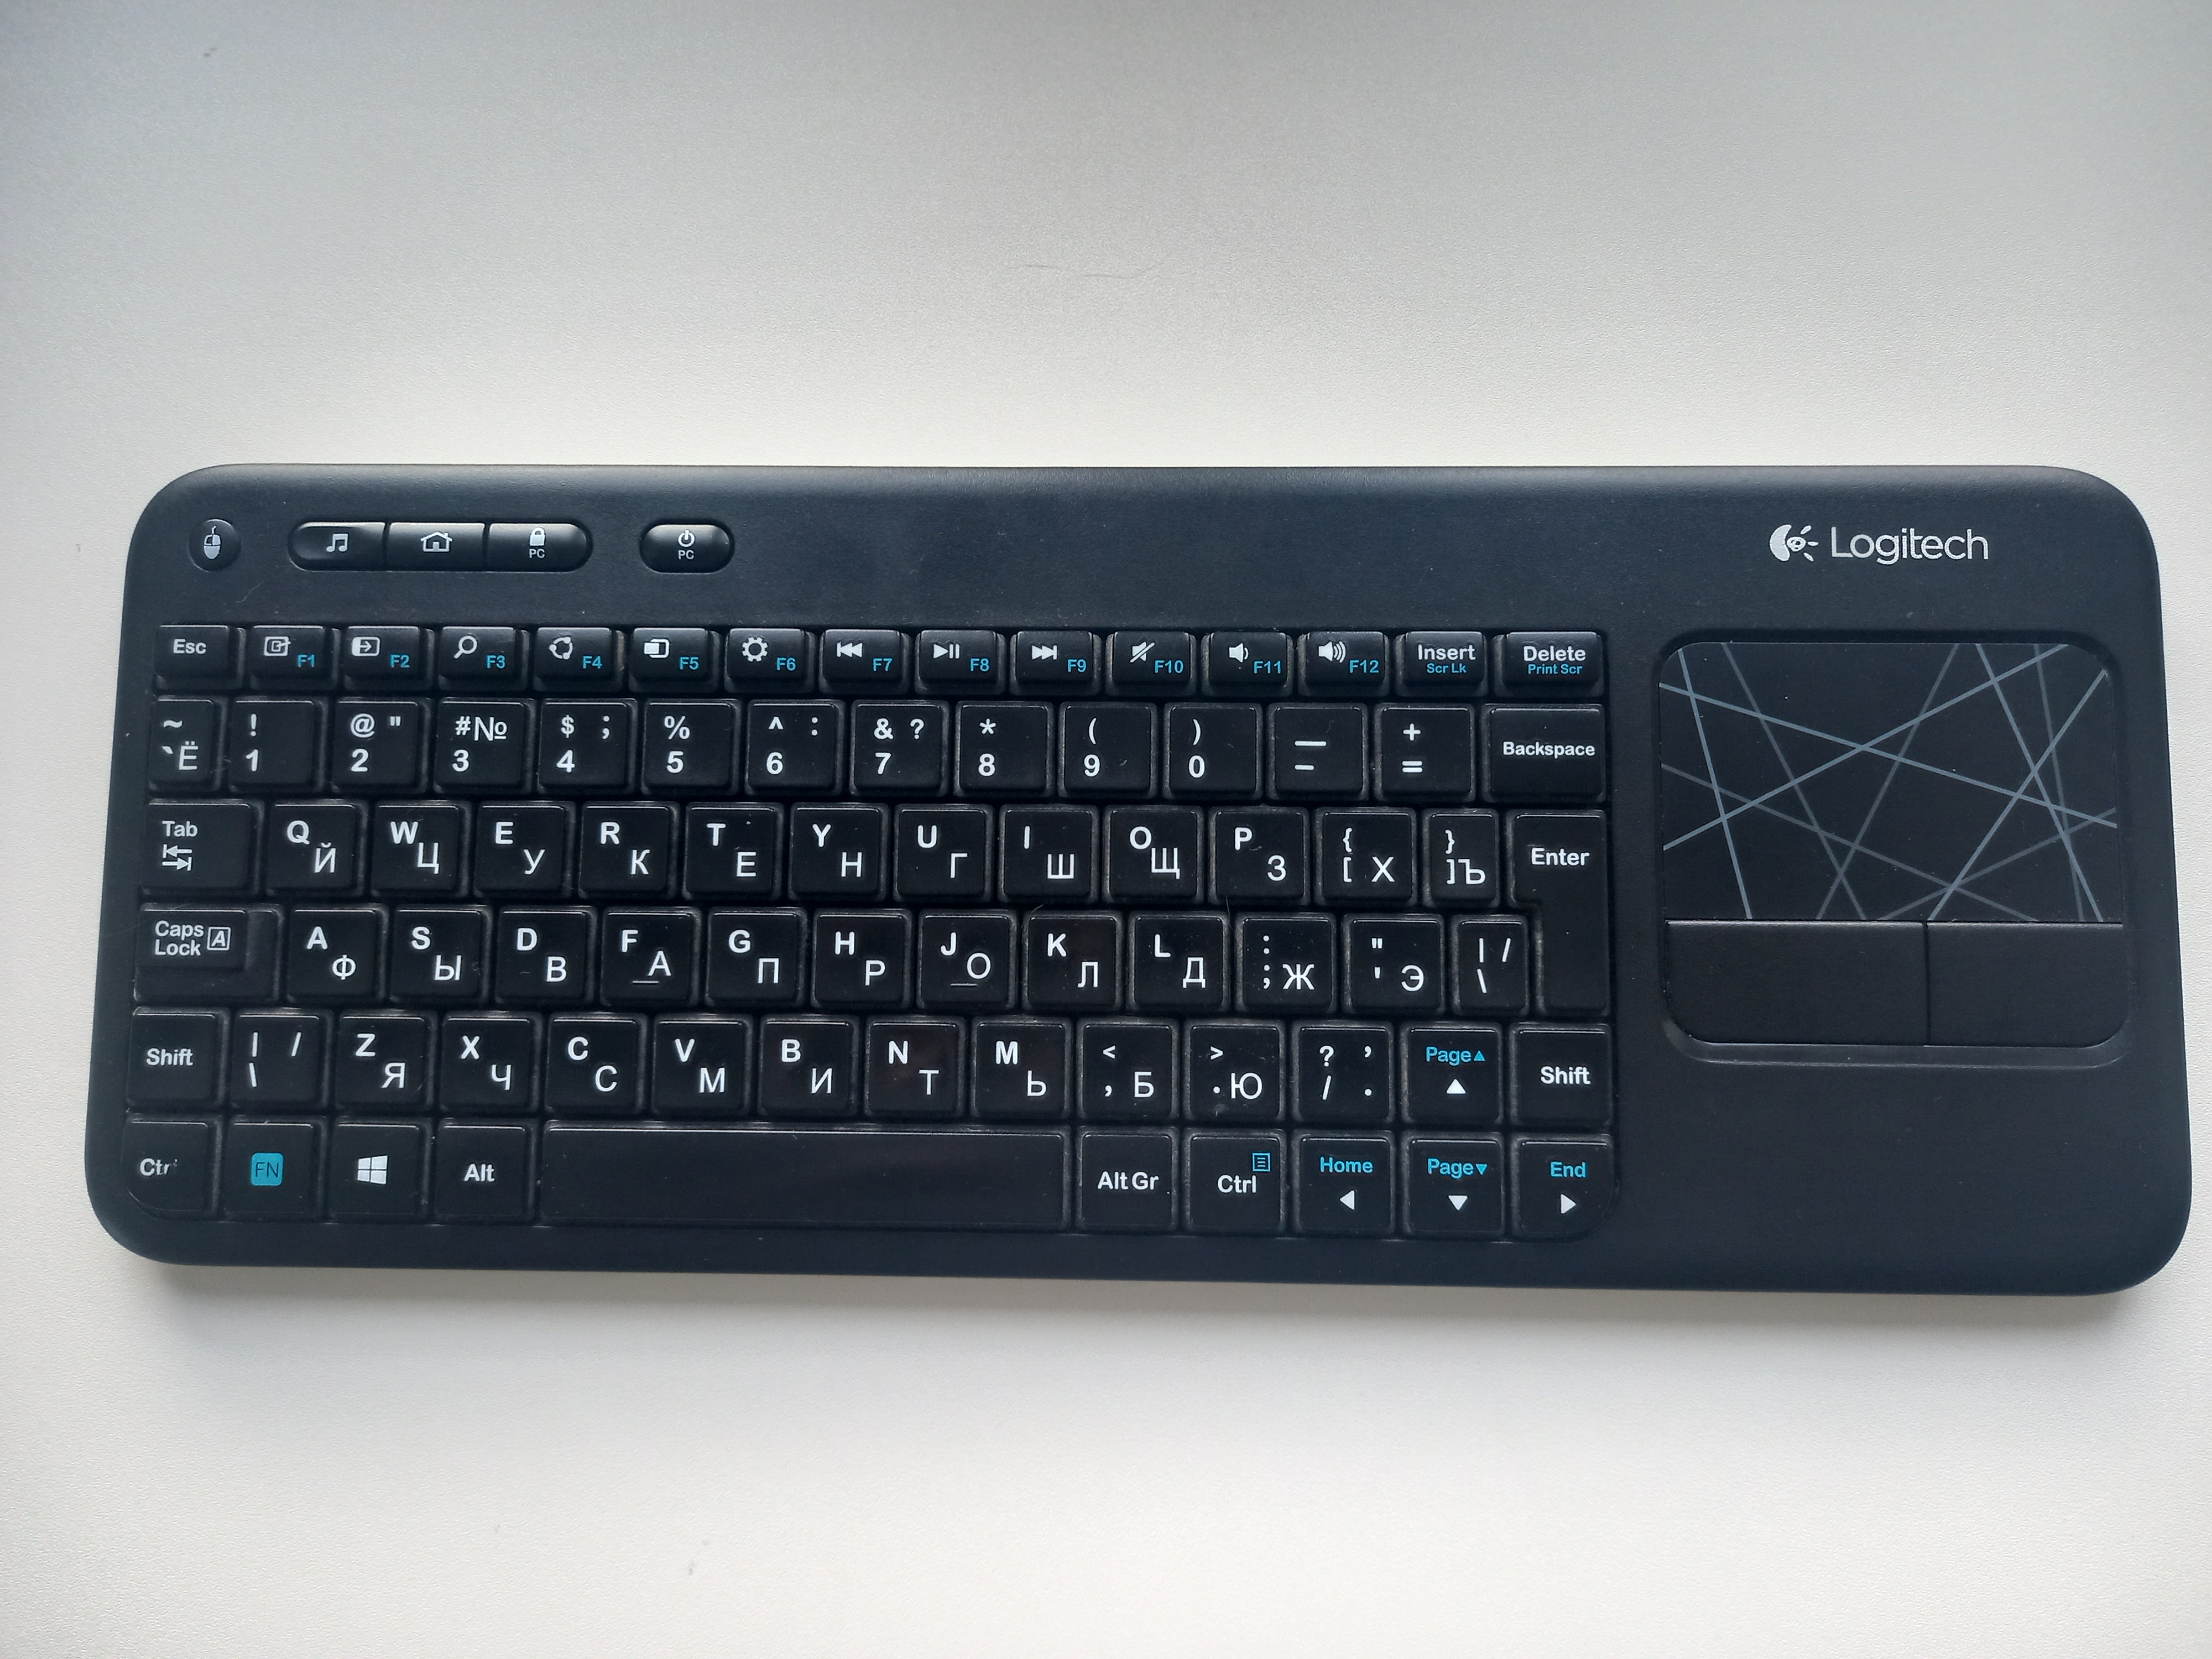 Logitech
PC PC
Esc F1 F2 F3 F4 F5 F6 F7 F8 F9 F10 F11 F12 Insert Scr Lk Delete Print Scr
~ ` Ё ! 1 @ " 2 # № 3 $ ; 4 % 5 ^ : 6 & ? 7 * 8 ( 9 ) 0 — - + = Backspace
Tab Q Й W Ц E У R К T Е Y Н U Г I Ш O Щ P З { [ Х } ] Ъ Enter
Caps Lock A A Ф S Ы D В F А G П H Р J О K Л L Д : ; Ж " ' Э | / \
Shift | / \ Z Я X Ч C С V М B И N Т M Ь < , Б > . Ю ? , / . Page ▲ ▲ Shift
Ctrl FN Alt Alt Gr Ctrl Home ◀ Page ▼ ▼ End ▶